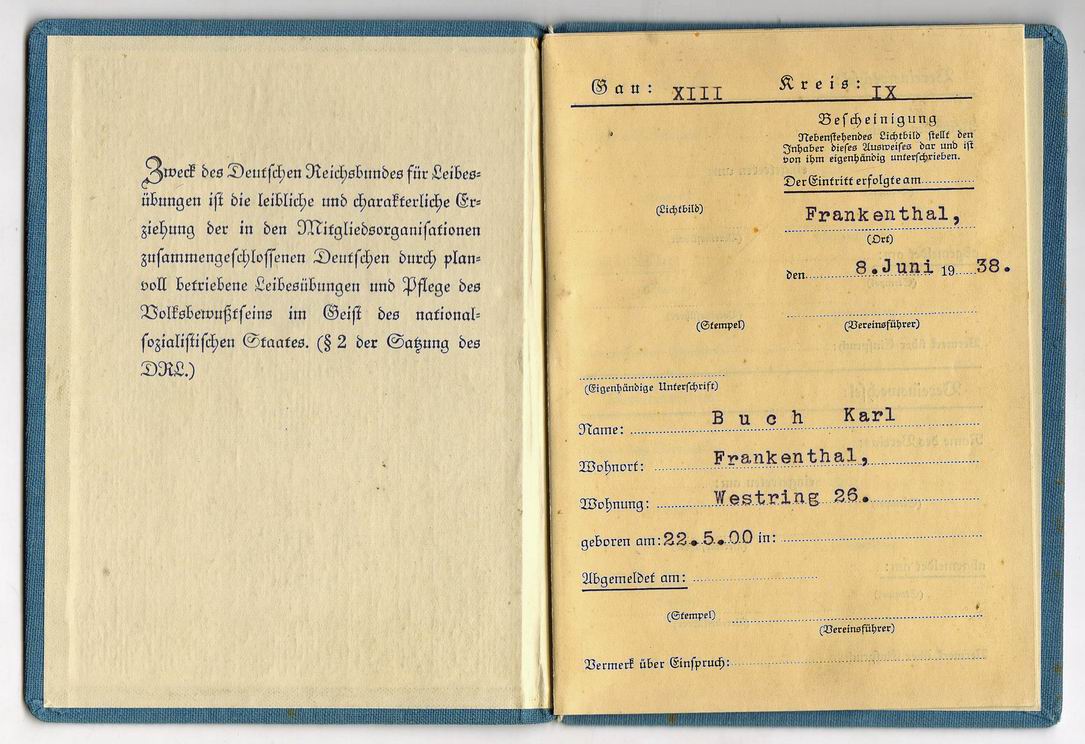 Zweck des Deutschen Reichsbundes für Leibes-
übungen ist die leibliche und charakterliche Er-
ziehung der in den Mitgliedsorganisationen
zusammengeschlossenen Deutschen durch plan-
voll betriebene Leibesübungen und Pflege des
Volksbewußtseins im Geist des national-
sozialistischen Staates. (§ 2 der Satzung des
DRL.)
Gau: XIII Kreis: IX
Bescheinigung
Nebenstehendes Lichtbild stellt den
Inhaber dieses Ausweises dar und ist
von ihm eigenhändig unterschrieben.
Der Eintritt erfolgte am
(Lichtbild)
Frankenthal,
(Ort)
den 8.Juni 19 38.
(Stempel) (Vereinsführer)
(Eigenhändige Unterschrift)
Name: Buch Karl
Wohnort: Frankenthal,
Wohnung: Westring 26.
geboren am: 22.5.00 in:
Abgemeldet am:
(Stempel)
(Vereinsführer)
Vermerk über Einspruch: